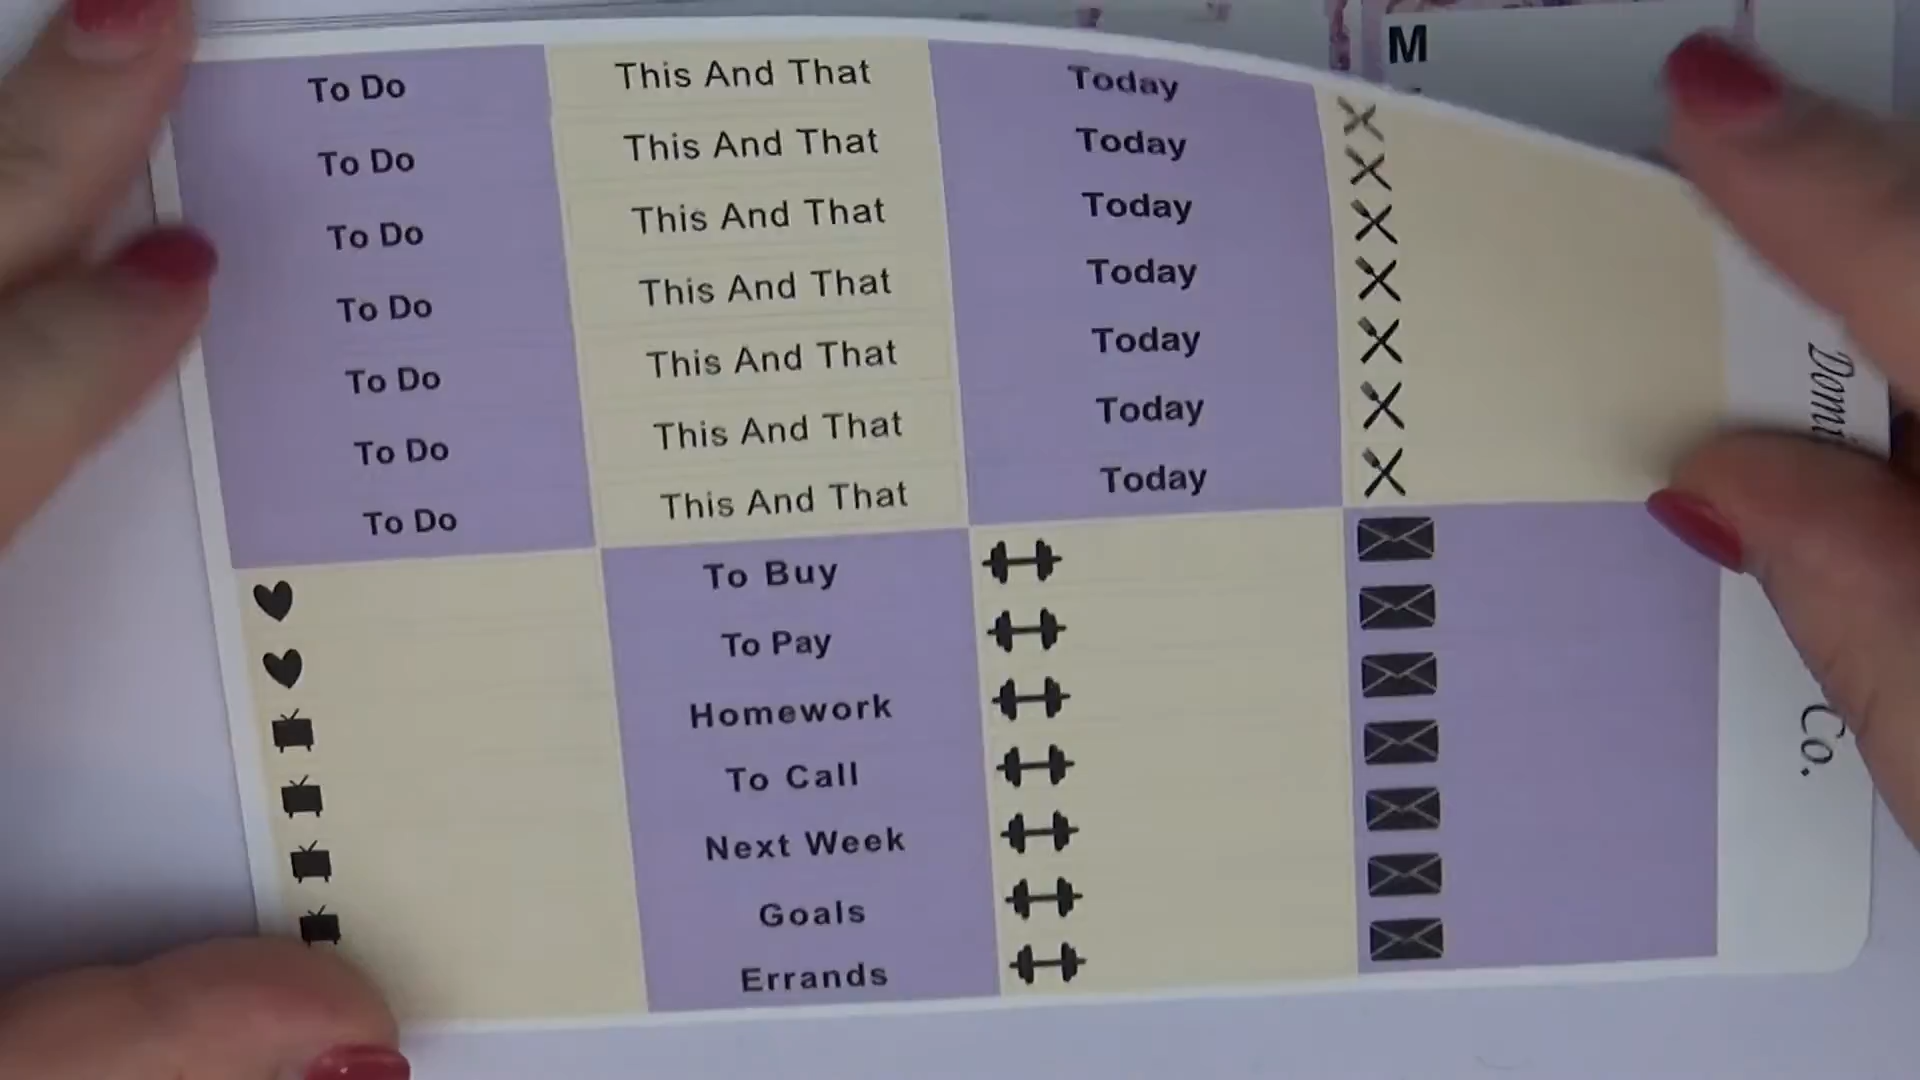 To Do
To Do
To Do
To Do
To Do
To Do
To Do
This And That
This And That
This And That
This And That
This And That
This And That
This And That
Today
Today
Today
Today
Today
Today
Today
To Buy
To Pay
Homework
To Call
Next Week
Goals
Errands
M
Co.